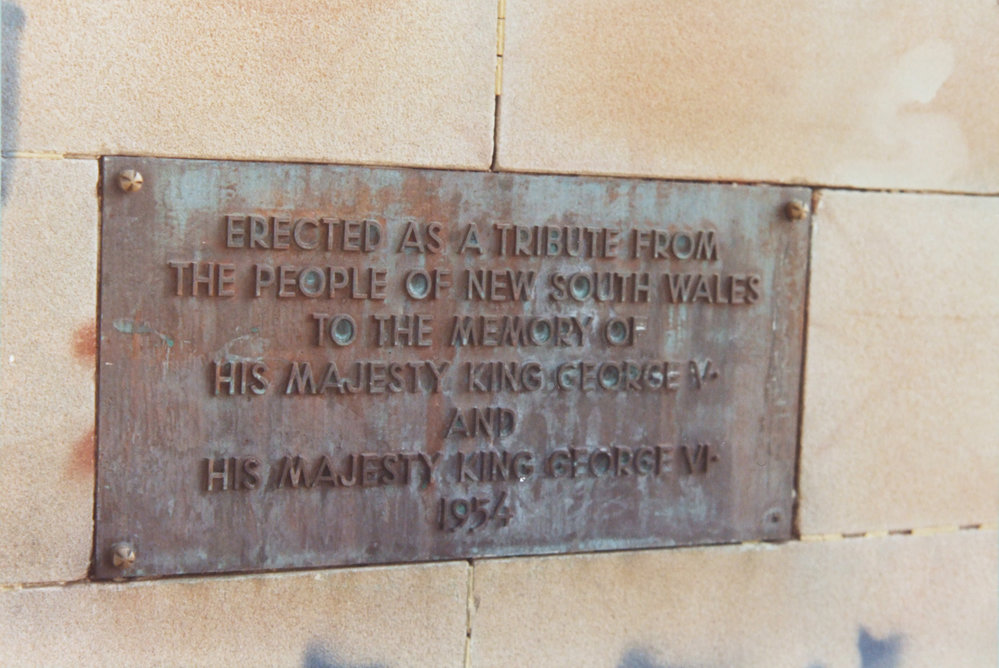 ERECTED AS A TRIBUTE FROM
THE PEOPLE OF NEW SOUTH WALES
TO THE MEMORY OF
HIS MAJESTY KING GEORGE V·
AND
HIS MAJESTY KING GEORGE VI·
1954